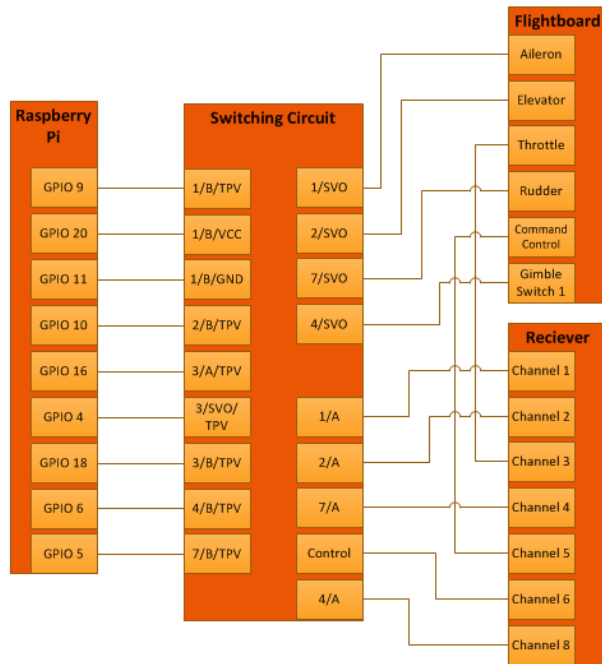 Raspberry
Pi
GPIO 9
GPIO 20
GPIO 11
GPIO 10
GPIO 16
GPIO 4
GPIO 18
GPIO 6
GPIO 5
Switching Circuit
1/B/TPV
1/B/VCC
1/B/GND
2/B/TPV
3/A/TPV
3/SVO/
TPV
3/B/TPV
4/B/TPV
7/B/TPV
1/SVO
2/SVO
7/SVO
4/SVO
1/A
2/A
7/A
Control
4/A
Flightboard
Aileron
Elevator
Throttle
Rudder
Command
Control
Gimble
Switch 1
Reciever
Channel 1
Channel 2
Channel 3
Channel 4
Channel 5
Channel 6
Channel 8